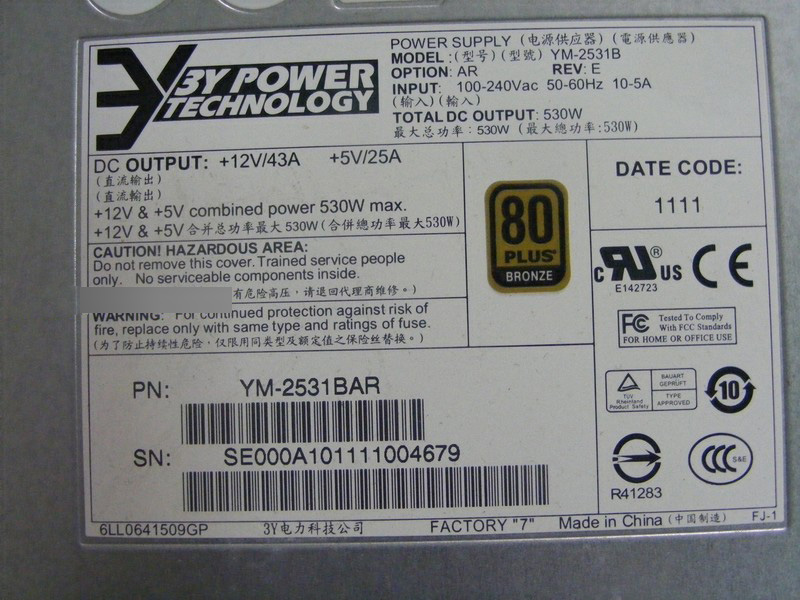 3Y POWER
TECHNOLOGY
POWER SUPPLY (电源供应器) (電源供應器)
MODEL:(型号)(型號) YM-2531B
OPTION: AR REV: E
INPUT: 100-240Vac 50-60Hz 10-5A
(输入)(輸入)
TOTAL DC OUTPUT: 530W
最大总功率:530W (最大總功率:530W)
DC OUTPUT: +12V/43A +5V/25A
(直流输出)
(直流輸出)
+12V & +5V combined power 530W max.
+12V & +5V 合并总功率最大 530W(合併總功率最大530W)
CAUTION! HAZARDOUS AREA:
Do not remove this cover. Trained service people
only. No serviceable components inside.
有危险高压,请退回代理商维修。)
WARNING: For continued protection against risk of
fire, replace only with same type and ratings of fuse.
(为了防止持续性危险,仅限用同类型及额定值之保险丝替换。)
80
PLUS
BRONZE
DATE CODE:
1111
c RU ® US CE
E142723
FC Tested To Comply
With FCC Standards
FOR HOME OR OFFICE USE
TÜV
Rheinland
Product Safety
BAUART
GEPRÜFT
TYPE
APPROVED
10
R41283
CCC S&E
PN: YM-2531BAR
SN: SE000A101111004679
6LL0641509GP 3Y电力科技公司 FACTORY "7" Made in China (中国制造) FJ-1